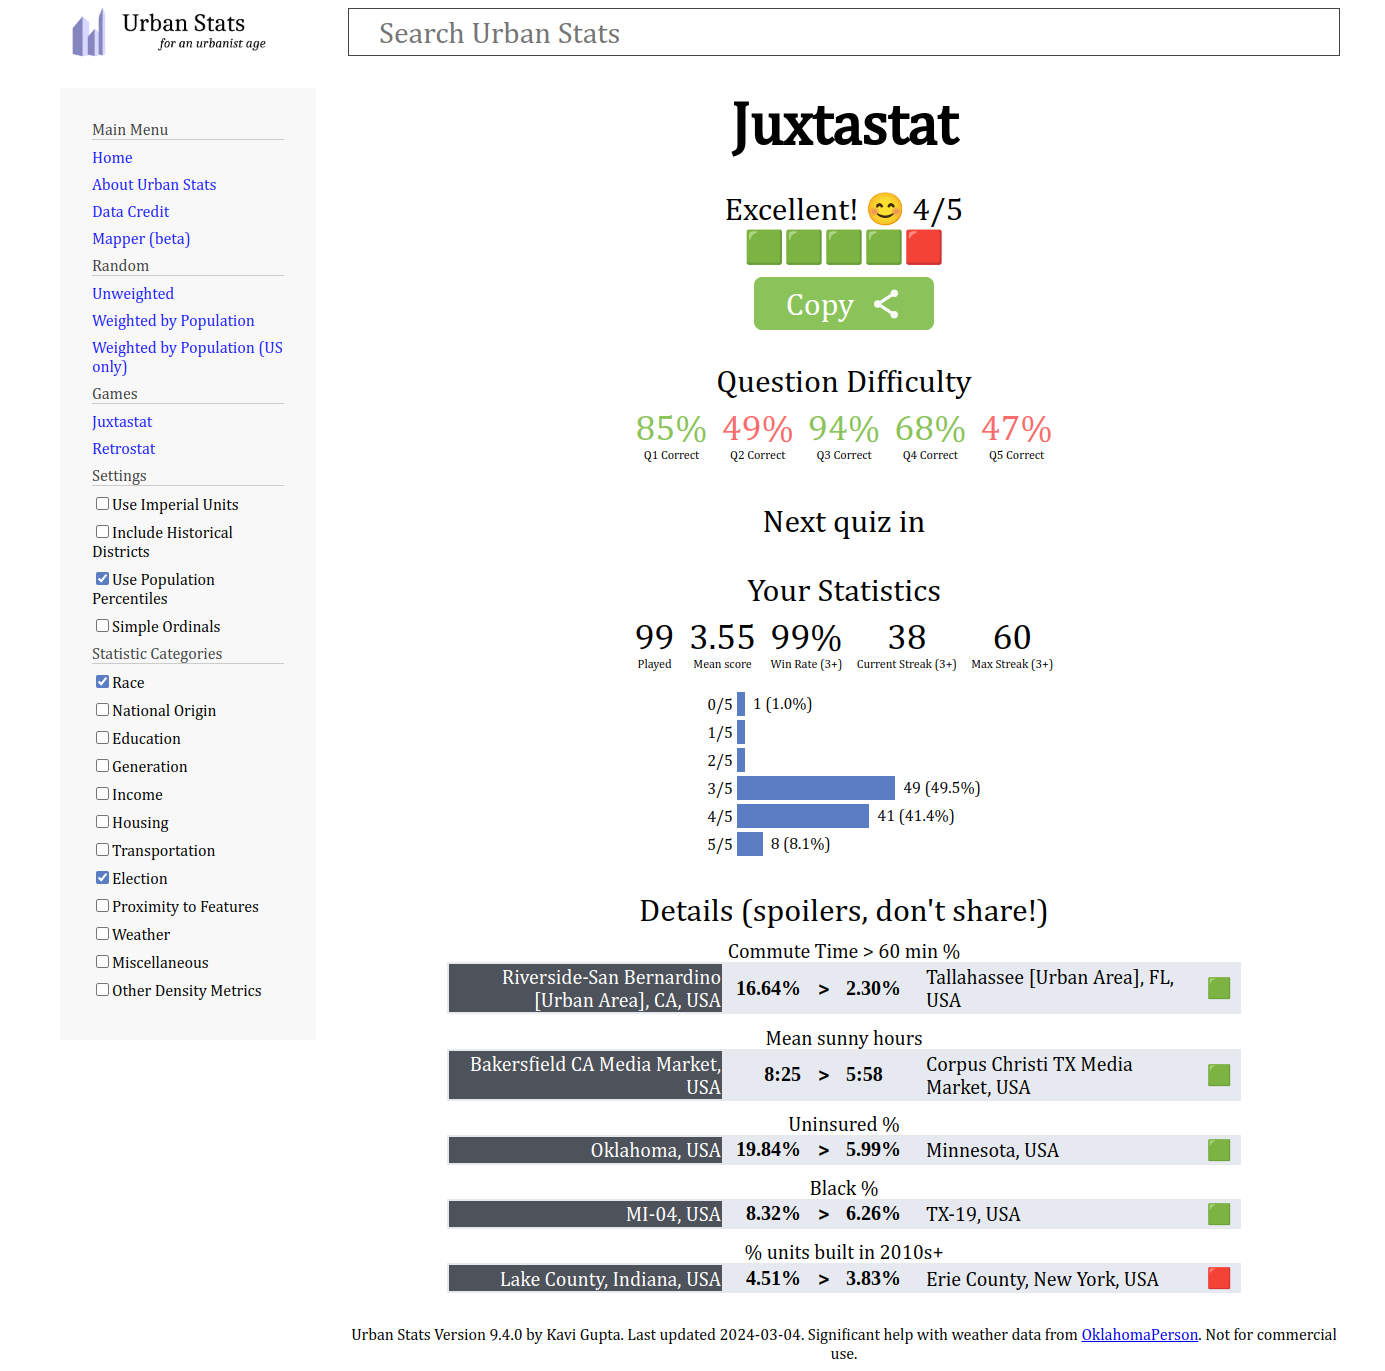 Urban Stats
for an urbanist age
Search Urban Stats
Main Menu
Home
About Urban Stats
Data Credit
Mapper (beta)
Random
Unweighted
Weighted by Population
Weighted by Population (US
only)
Games
Juxtastat
Retrostat
Settings
Use Imperial Units
Include Historical
Districts
Use Population
Percentiles
Simple Ordinals
Statistic Categories
Race
National Origin
Education
Generation
Income
Housing
Transportation
Election
Proximity to Features
Weather
Miscellaneous
Other Density Metrics
Juxtastat
Excellent! 😊 4/5
🟩🟩🟩🟩🟥
Copy
Question Difficulty
85% 49% 94% 68% 47%
Q1 Correct Q2 Correct Q3 Correct Q4 Correct Q5 Correct
Next quiz in
Your Statistics
99 3.55 99% 38 60
Played Mean score Win Rate (3+) Current Streak (3+) Max Streak (3+)
0/5 1 (1.0%)
1/5
2/5
3/5 49 (49.5%)
4/5 41 (41.4%)
5/5 8 (8.1%)
Details (spoilers, don't share!)
Commute Time > 60 min %
Riverside-San Bernardino
[Urban Area], CA, USA
16.64% > 2.30%
Tallahassee [Urban Area], FL,
USA
🟩
Mean sunny hours
Bakersfield CA Media Market,
USA
8:25 > 5:58
Corpus Christi TX Media
Market, USA
🟩
Uninsured %
Oklahoma, USA 19.84% > 5.99% Minnesota, USA 🟩
Black %
MI-04, USA 8.32% > 6.26% TX-19, USA 🟩
% units built in 2010s+
Lake County, Indiana, USA 4.51% > 3.83% Erie County, New York, USA 🟥
Urban Stats Version 9.4.0 by Kavi Gupta. Last updated 2024-03-04. Significant help with weather data from OklahomaPerson. Not for commercial
use.